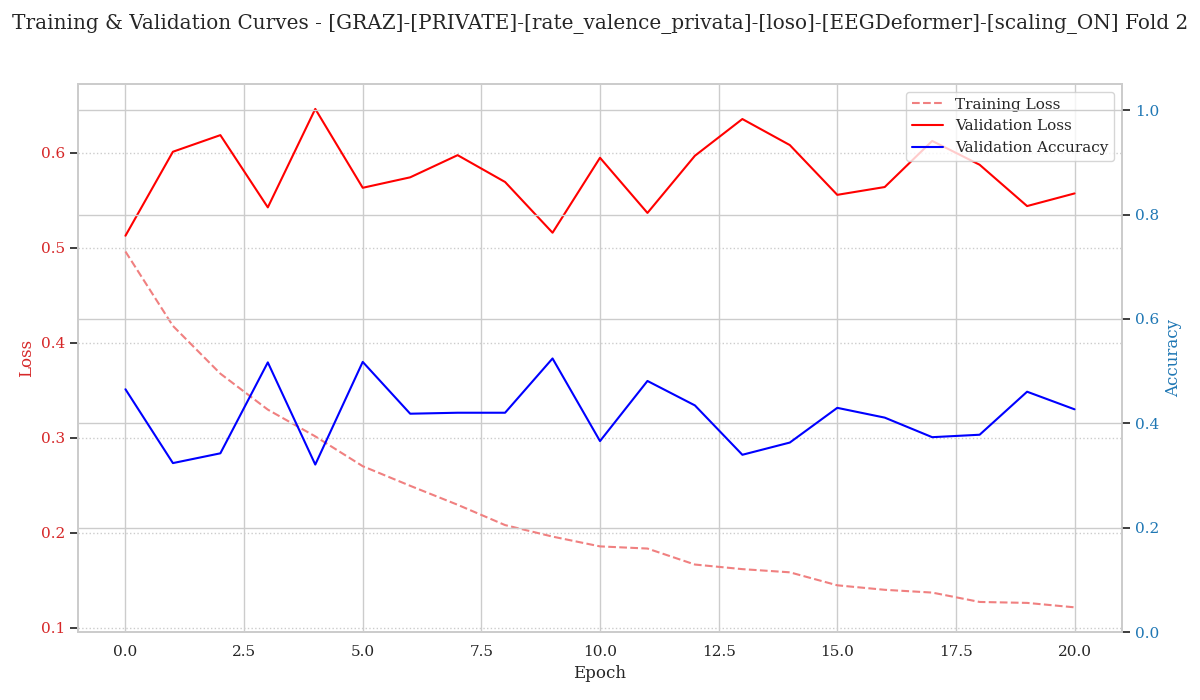 Training & Validation Curves - [GRAZ]-[PRIVATE]-[rate_valence_privata]-[loso]-[EEGDeformer]-[scaling_ON] Fold 2
Training Loss
Validation Loss
Validation Accuracy
Loss
0.6
0.5
0.4
0.3
0.2
0.1
1.0
0.8
0.6
0.4
0.2
0.0
Accuracy
0.0 2.5 5.0 7.5 10.0 12.5 15.0 17.5 20.0
Epoch